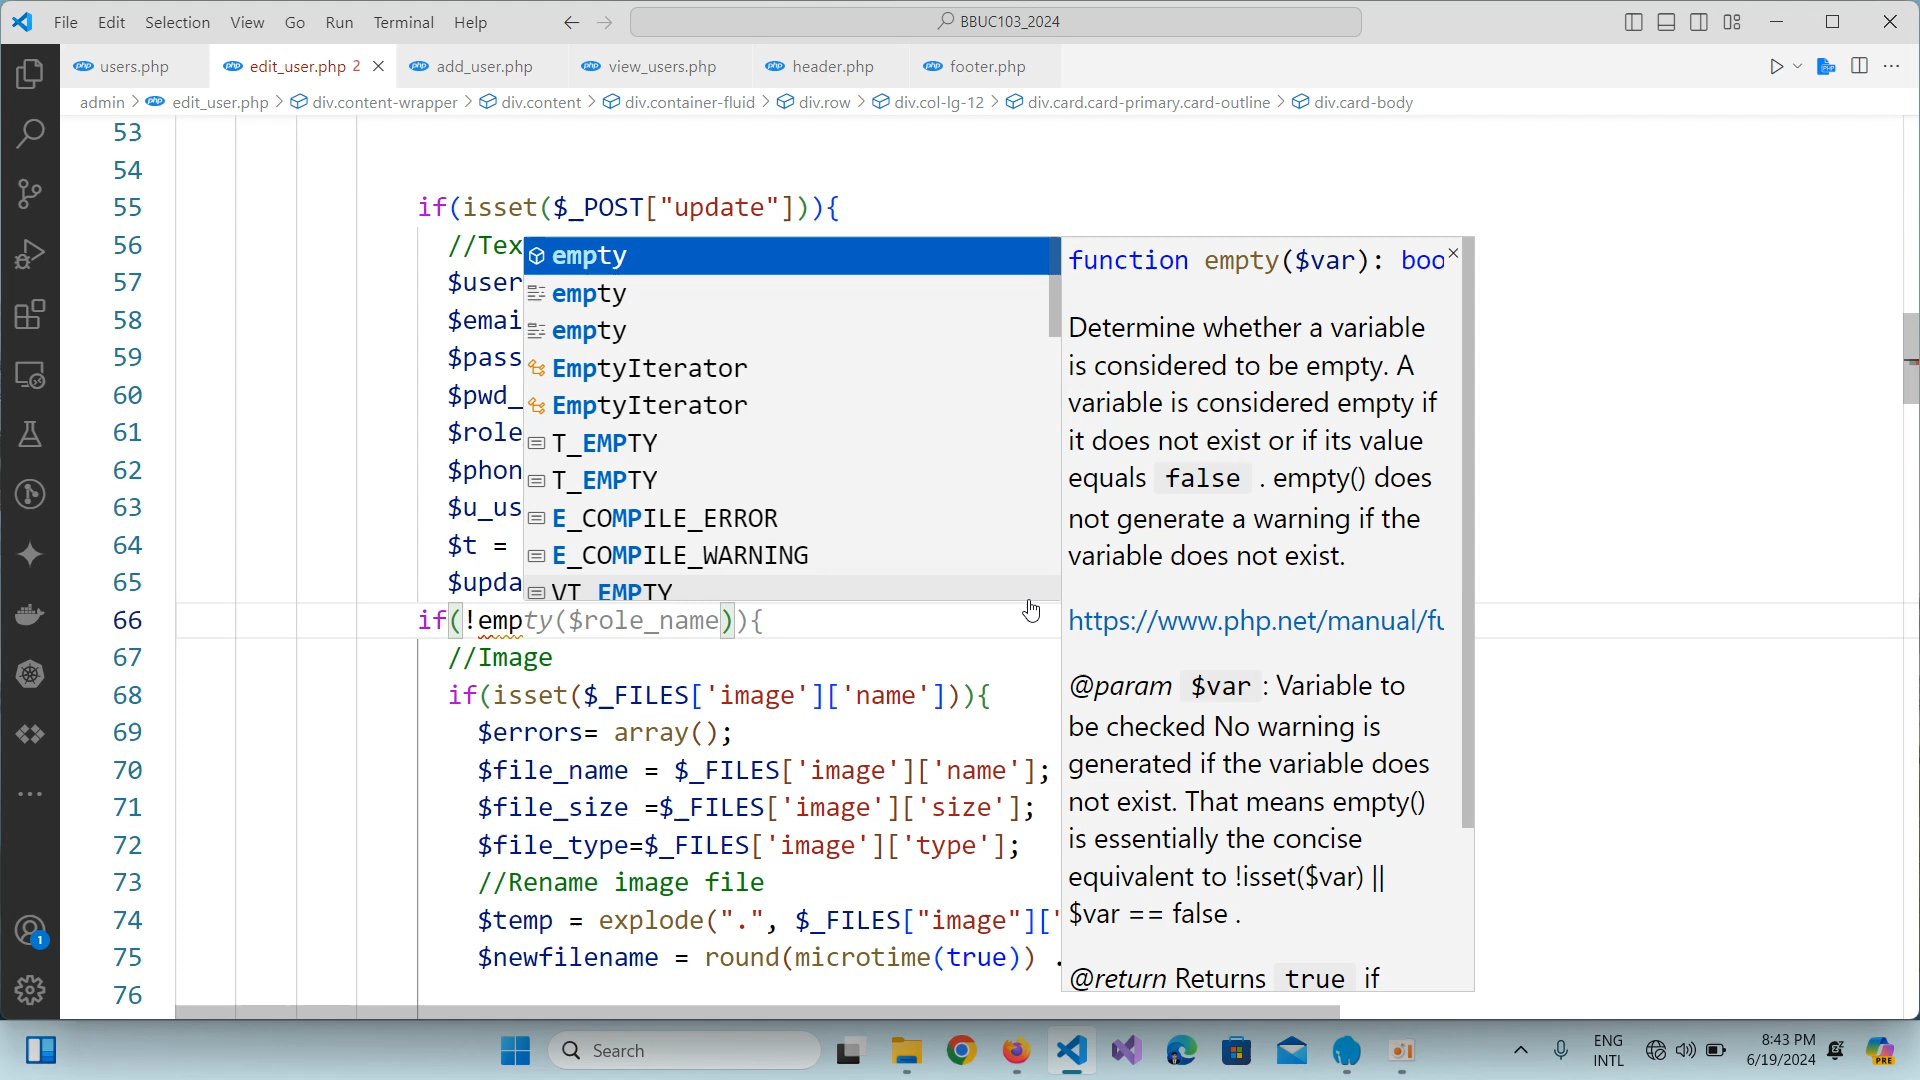 File Edit Selection View Go Run Terminal Help
BBUC103_2024
users.php
edit_user.php 2
add_user.php
view_users.php
header.php
footer.php
admin > edit_user.php > div.content-wrapper > div.content > div.container-fluid > div.row > div.col-lg-12 > div.card.card-primary.card-outline > div.card-body
53
54
55 if(isset($_POST["update"])){
56 //Tex
57 $user
58 $emai
59 $pass
60 $pwd_
61 $role
62 $phon
63 $u_us
64 $t =
65 $upda
66 if(!empty($role_name)){
67 //Image
68 if(isset($_FILES['image']['name'])){
69 $errors= array();
70 $file_name = $_FILES['image']['name'];
71 $file_size =$_FILES['image']['size'];
72 $file_type=$_FILES['image']['type'];
73 //Rename image file
74 $temp = explode(".", $_FILES["image"]['
75 $newfilename = round(microtime(true)) .
76
empty
empty
empty
EmptyIterator
EmptyIterator
T_EMPTY
T_EMPTY
E_COMPILE_ERROR
E_COMPILE_WARNING
VT_EMPTY
function empty($var): boo
Determine whether a variable
is considered to be empty. A
variable is considered empty if
it does not exist or if its value
equals false . empty() does
not generate a warning if the
variable does not exist.
https://www.php.net/manual/fu
@param $var : Variable to
be checked No warning is
generated if the variable does
not exist. That means empty()
is essentially the concise
equivalent to !isset($var) ||
$var == false .
@return Returns true if
1
Search
ENG
INTL
8:43 PM
6/19/2024
PRE